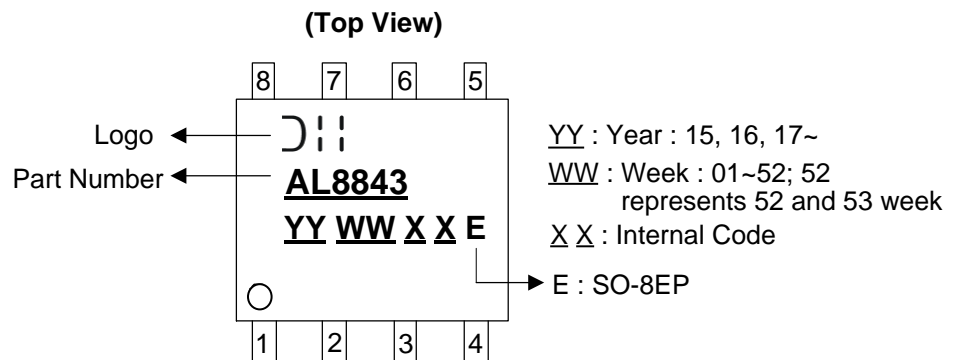 (Top View)
8 7 6 5
Logo
Part Number
AL8843
YY WW X X E
YY : Year : 15, 16, 17~
WW : Week : 01~52; 52
represents 52 and 53 week
X X : Internal Code
E : SO-8EP
1 2 3 4